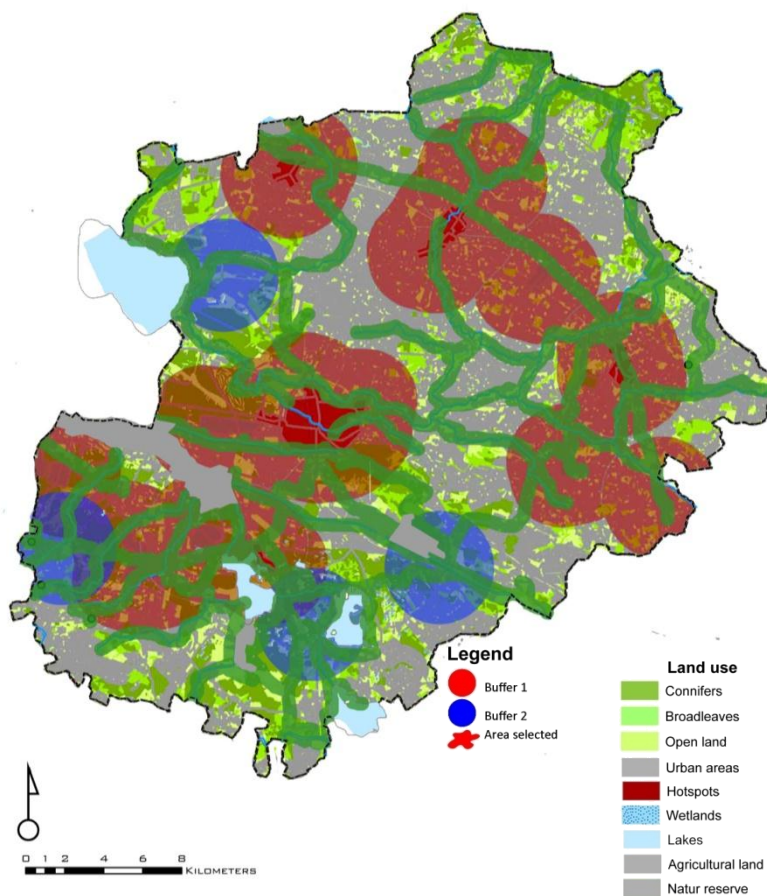 Legend
Buffer 1
Buffer 2
Area selected
Land use
Connifers
Broadleaves
Open land
Urban areas
Hotspots
Wetlands
Lakes
Agricultural land
Natur reserve
0 1 2 4 6 8
KILOMETERS